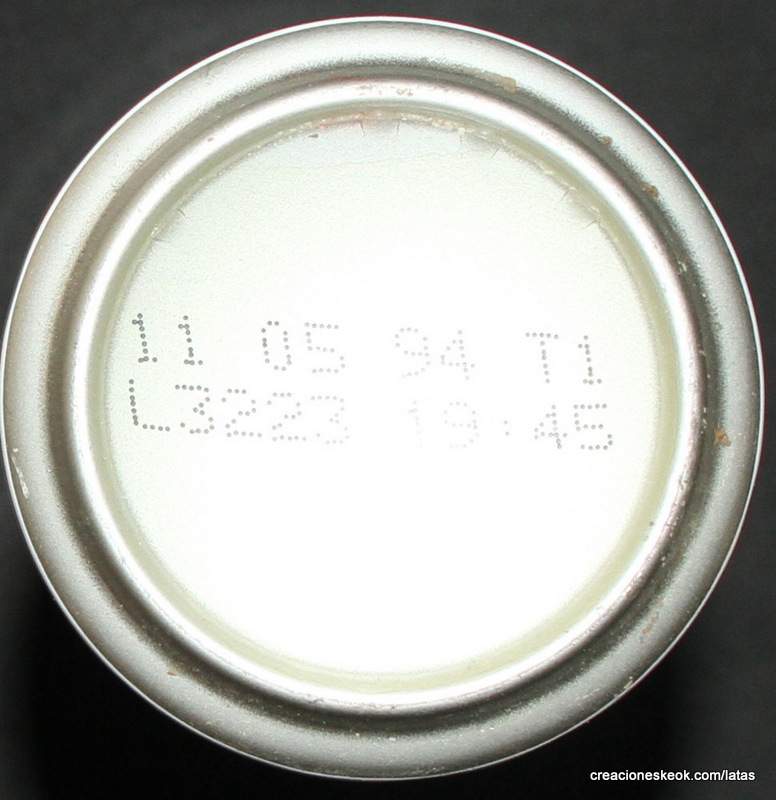 11 05 94 T1
L3223 19:45
creacioneskeok.com/latas